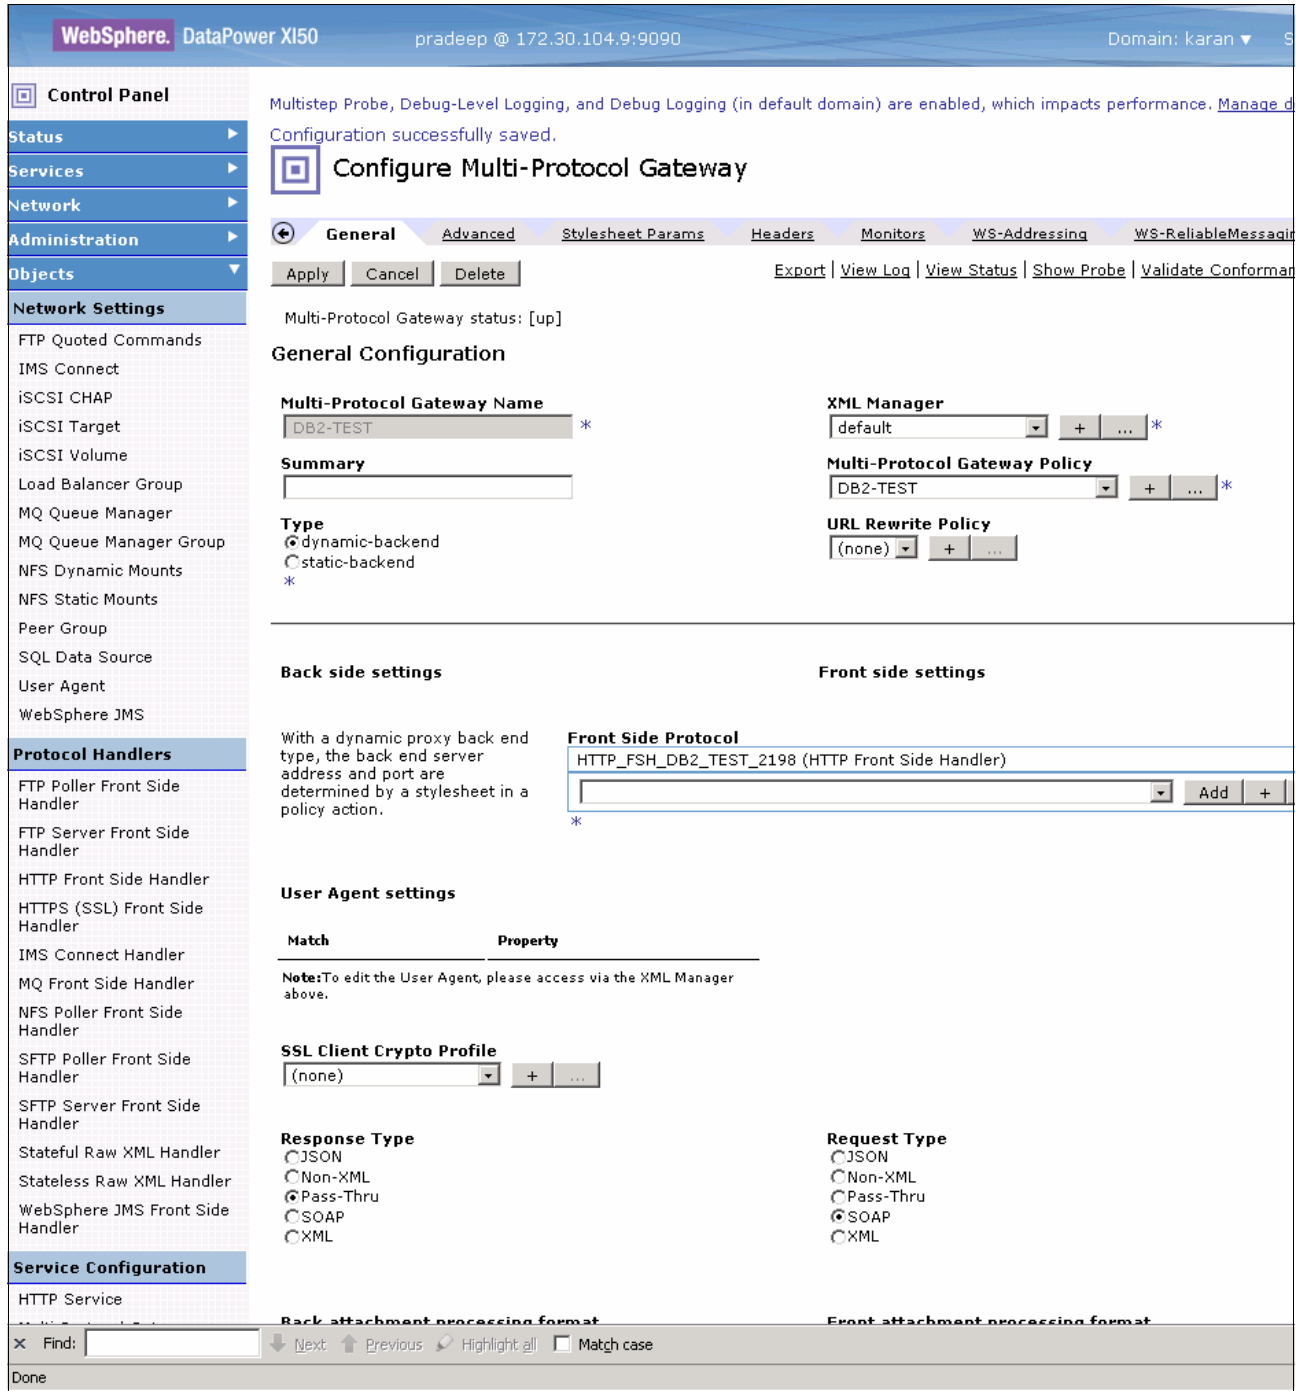 WebSphere. DataPower XI50
pradeep @ 172.30.104.9:9090
Domain: karan
S
Control Panel
Status
Services
Network
Administration
Objects
Network Settings
FTP Quoted Commands
IMS Connect
iSCSI CHAP
iSCSI Target
iSCSI Volume
Load Balancer Group
MQ Queue Manager
MQ Queue Manager Group
NFS Dynamic Mounts
NFS Static Mounts
Peer Group
SQL Data Source
User Agent
WebSphere JMS
Protocol Handlers
FTP Poller Front Side
Handler
FTP Server Front Side
Handler
HTTP Front Side Handler
HTTPS (SSL) Front Side
Handler
IMS Connect Handler
MQ Front Side Handler
NFS Poller Front Side
Handler
SFTP Poller Front Side
Handler
SFTP Server Front Side
Handler
Stateful Raw XML Handler
Stateless Raw XML Handler
WebSphere JMS Front Side
Handler
Service Configuration
HTTP Service
Multistep Probe, Debug-Level Logging, and Debug Logging (in default domain) are enabled, which impacts performance. Manage d
Configuration successfully saved.
Configure Multi-Protocol Gateway
General Advanced Stylesheet Params Headers Monitors WS-Addressing WS-ReliableMessagin
Apply Cancel Delete
Export | View Log | View Status | Show Probe | Validate Conforman
Multi-Protocol Gateway status: [up]
General Configuration
Multi-Protocol Gateway Name
DB2-TEST *
Summary
Type
dynamic-backend
static-backend
*
XML Manager
default + ... *
Multi-Protocol Gateway Policy
DB2-TEST + ... *
URL Rewrite Policy
(none) + ...
Back side settings
Front side settings
With a dynamic proxy back end
type, the back end server
address and port are
determined by a stylesheet in a
policy action.
Front Side Protocol
HTTP_FSH_DB2_TEST_2198 (HTTP Front Side Handler)
Add +
*
User Agent settings
Match Property
Note:To edit the User Agent, please access via the XML Manager
above.
SSL Client Crypto Profile
(none) + ...
Response Type
JSON
Non-XML
Pass-Thru
SOAP
XML
Request Type
JSON
Non-XML
Pass-Thru
SOAP
XML
Back attachment processing format
Front attachment processing format
× Find: Next Previous Highlight all Match case
Done